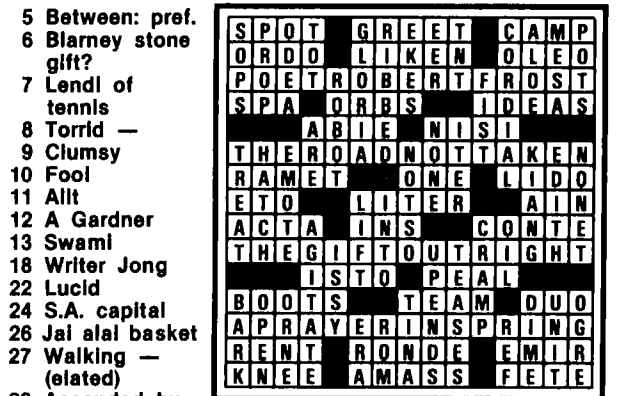 5 Between: pref.
6 Blarney stone
gift?
7 Lendl of
tennis
8 Torrid —
9 Clumsy
10 Fool
11 Alit
12 A Gardner
13 Swami
18 Writer Jong
22 Lucid
24 S.A. capital
26 Jai alai basket
27 Walking —
(elated)
Ascended by
SPOT GREET CAMP
ORDO LIKEN OLEO
POETROBERTFROST
SPA ORBS IDEAS
ABIE NISI
THEROADNOTTAKEN
RAMET ONE LIDO
ETO LITER AIN
ACTA INS CONTE
THEGIFTOUTRIGHT
ISTO PEAL
BOOTS TEAM DUO
APRAYERINSPRING
RENT RONDE EMIR
KNEE AMASS FETE